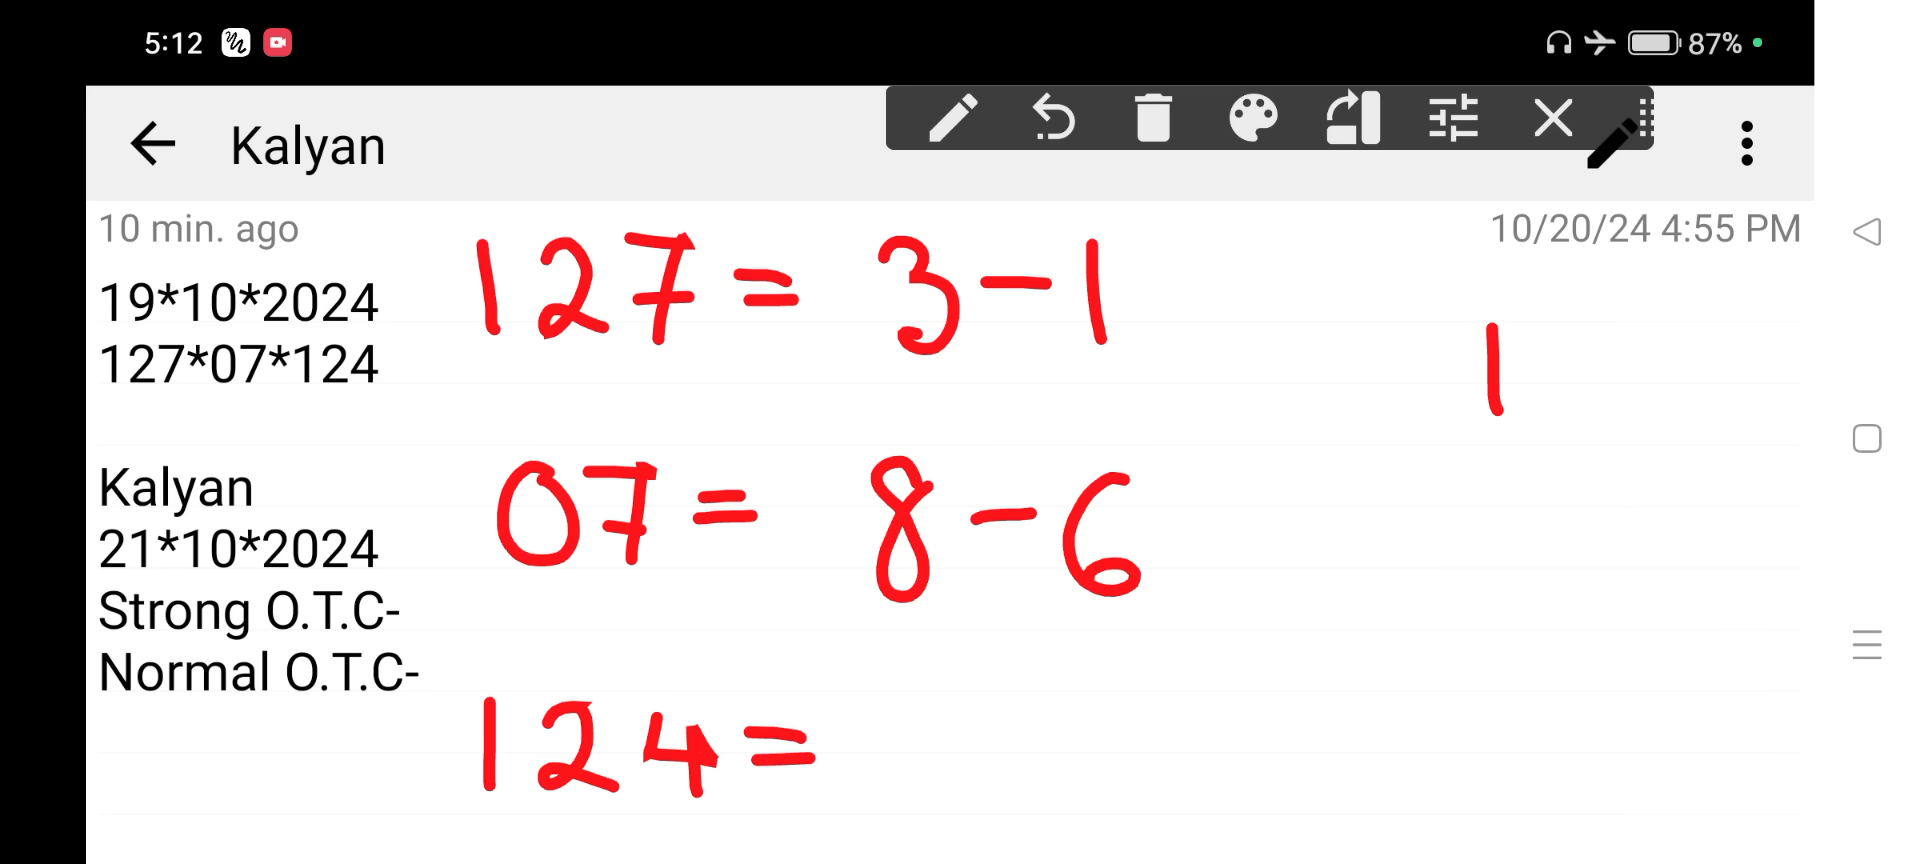 5:12 87%
Kalyan
10 min. ago 10/20/24 4:55 PM
19*10*2024
127*07*124
Kalyan
21*10*2024
Strong O.T.C-
Normal O.T.C-
127 = 3-1
1
07 = 8-6
124 =